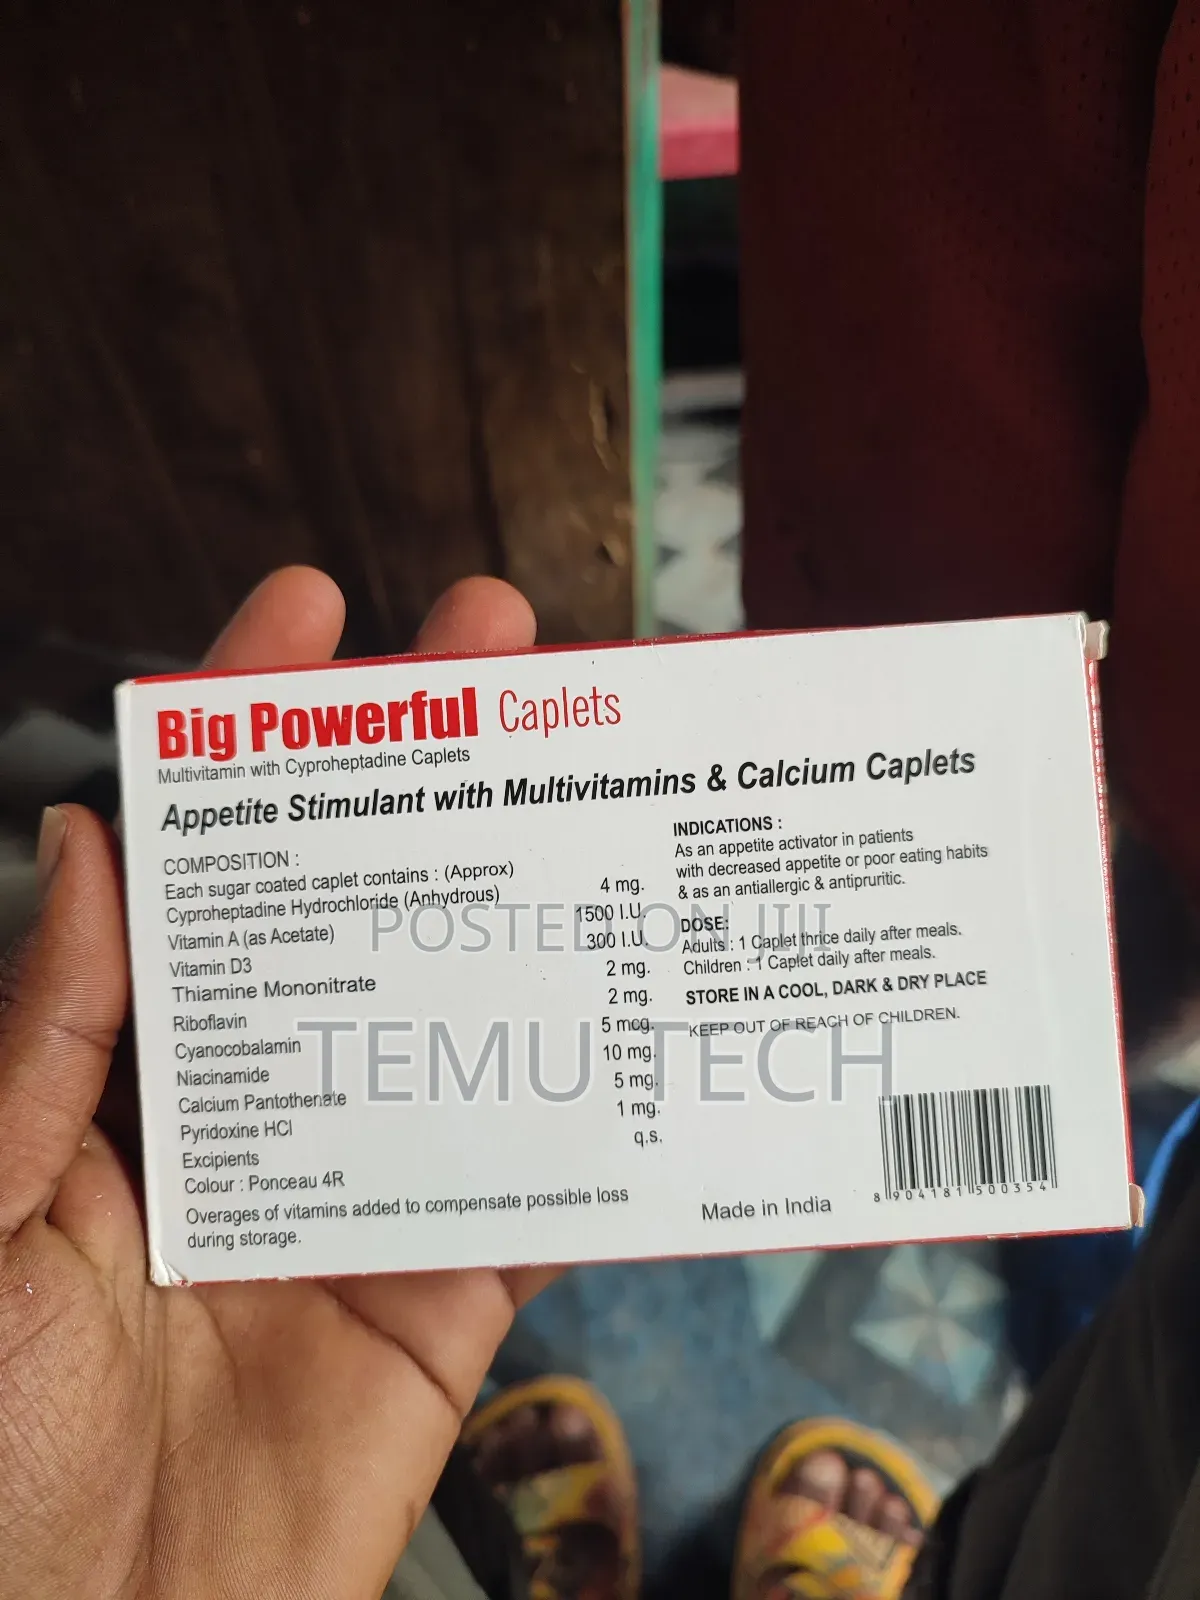 Big Powerful Caplets
Multivitamin with Cyproheptadine Caplets
Appetite Stimulant with Multivitamins & Calcium Caplets
COMPOSITION :
Each sugar coated caplet contains : (Approx)
Cyproheptadine Hydrochloride (Anhydrous) 4 mg.
Vitamin A (as Acetate) 1500 I.U.
Vitamin D3 300 I.U.
Thiamine Mononitrate 2 mg.
Riboflavin 2 mg.
Cyanocobalamin 5 mcg.
Niacinamide 10 mg.
Calcium Pantothenate 5 mg.
Pyridoxine HCl 1 mg.
Excipients q.s.
Colour : Ponceau 4R
Overages of vitamins added to compensate possible loss
during storage.
INDICATIONS :
As an appetite activator in patients
with decreased appetite or poor eating habits
& as an antiallergic & antipruritic.
DOSE:
Adults : 1 Caplet thrice daily after meals.
Children : 1 Caplet daily after meals.
STORE IN A COOL, DARK & DRY PLACE
KEEP OUT OF REACH OF CHILDREN.
Made in India
8 904181 500354
POSTED ON JIJI
TEMU TECH